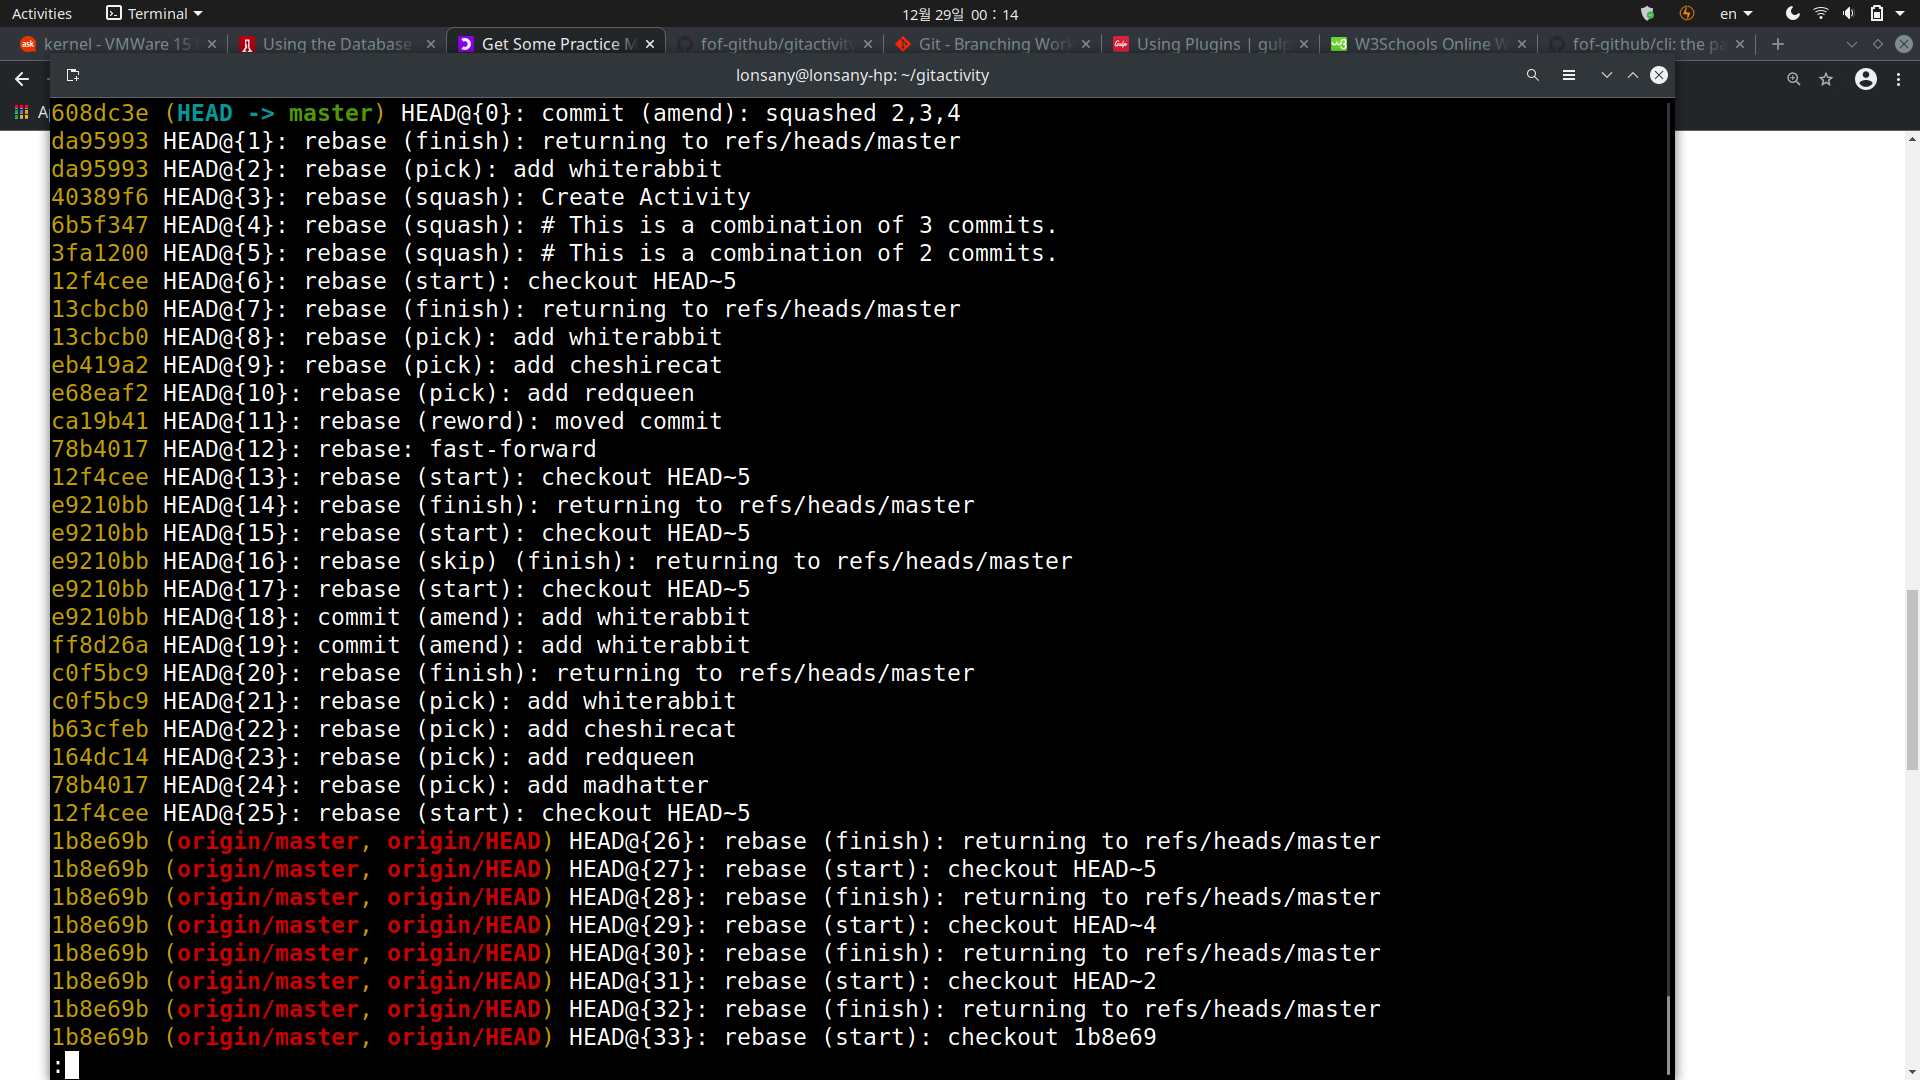 Activities
Terminal
12월 29일 00 : 14
en
kernel - VMWare 15
Using the Database
Get Some Practice M
fof-github/gitactivity
Git - Branching Work
Using Plugins | gulp
W3Schools Online W
fof-github/cli: the pa
lonsany@lonsany-hp: ~/gitactivity
608dc3e (HEAD -> master) HEAD@{0}: commit (amend): squashed 2,3,4
da95993 HEAD@{1}: rebase (finish): returning to refs/heads/master
da95993 HEAD@{2}: rebase (pick): add whiterabbit
40389f6 HEAD@{3}: rebase (squash): Create Activity
6b5f347 HEAD@{4}: rebase (squash): # This is a combination of 3 commits.
3fa1200 HEAD@{5}: rebase (squash): # This is a combination of 2 commits.
12f4cee HEAD@{6}: rebase (start): checkout HEAD~5
13cbcb0 HEAD@{7}: rebase (finish): returning to refs/heads/master
13cbcb0 HEAD@{8}: rebase (pick): add whiterabbit
eb419a2 HEAD@{9}: rebase (pick): add cheshirecat
e68eaf2 HEAD@{10}: rebase (pick): add redqueen
ca19b41 HEAD@{11}: rebase (reword): moved commit
78b4017 HEAD@{12}: rebase: fast-forward
12f4cee HEAD@{13}: rebase (start): checkout HEAD~5
e9210bb HEAD@{14}: rebase (finish): returning to refs/heads/master
e9210bb HEAD@{15}: rebase (start): checkout HEAD~5
e9210bb HEAD@{16}: rebase (skip) (finish): returning to refs/heads/master
e9210bb HEAD@{17}: rebase (start): checkout HEAD~5
e9210bb HEAD@{18}: commit (amend): add whiterabbit
ff8d26a HEAD@{19}: commit (amend): add whiterabbit
c0f5bc9 HEAD@{20}: rebase (finish): returning to refs/heads/master
c0f5bc9 HEAD@{21}: rebase (pick): add whiterabbit
b63cfeb HEAD@{22}: rebase (pick): add cheshirecat
164dc14 HEAD@{23}: rebase (pick): add redqueen
78b4017 HEAD@{24}: rebase (pick): add madhatter
12f4cee HEAD@{25}: rebase (start): checkout HEAD~5
1b8e69b (origin/master, origin/HEAD) HEAD@{26}: rebase (finish): returning to refs/heads/master
1b8e69b (origin/master, origin/HEAD) HEAD@{27}: rebase (start): checkout HEAD~5
1b8e69b (origin/master, origin/HEAD) HEAD@{28}: rebase (finish): returning to refs/heads/master
1b8e69b (origin/master, origin/HEAD) HEAD@{29}: rebase (start): checkout HEAD~4
1b8e69b (origin/master, origin/HEAD) HEAD@{30}: rebase (finish): returning to refs/heads/master
1b8e69b (origin/master, origin/HEAD) HEAD@{31}: rebase (start): checkout HEAD~2
1b8e69b (origin/master, origin/HEAD) HEAD@{32}: rebase (finish): returning to refs/heads/master
1b8e69b (origin/master, origin/HEAD) HEAD@{33}: rebase (start): checkout 1b8e69
: